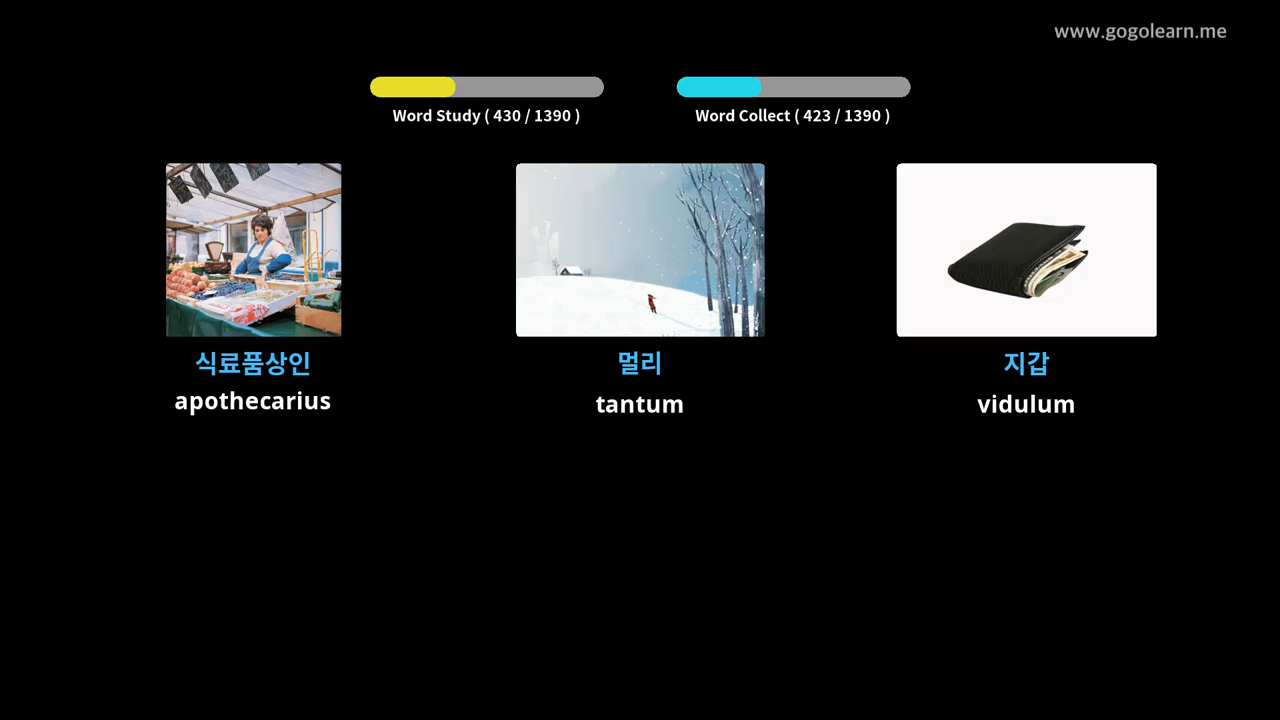 www.gogolearn.me
Word Study ( 430 / 1390 )
Word Collect ( 423 / 1390 )
식료품상인
멀리
지갑
apothecarius
tantum
vidulum